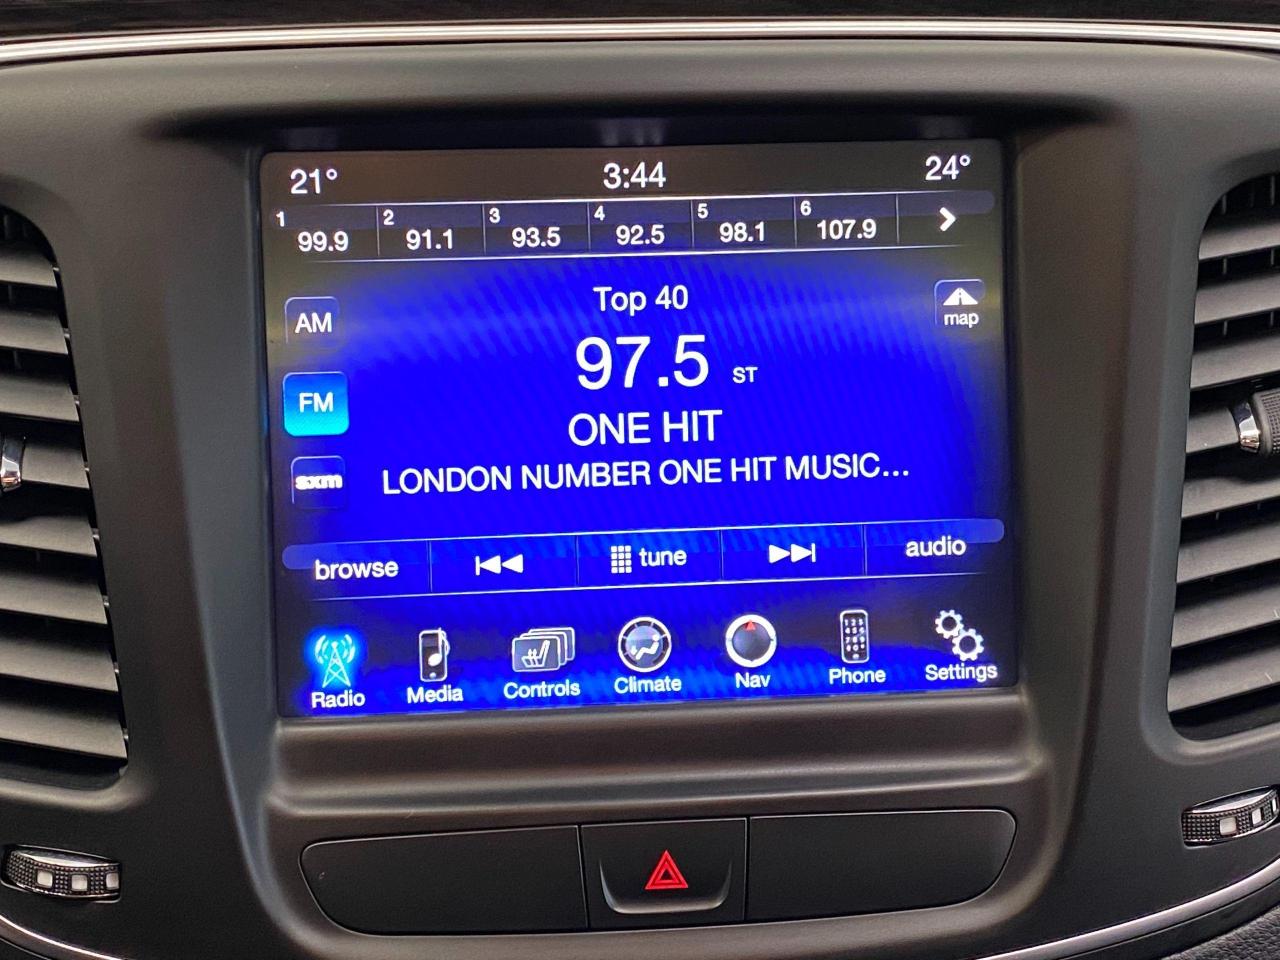 21° 3:44 24°
1 2 3 4 5 6
99.9 91.1 93.5 92.5 98.1 107.9
Top 40
AM
map
97.5 ST
FM
ONE HIT
LONDON NUMBER ONE HIT MUSIC...
sxm
browse tune audio
Radio Media Controls Climate Nav Phone Settings